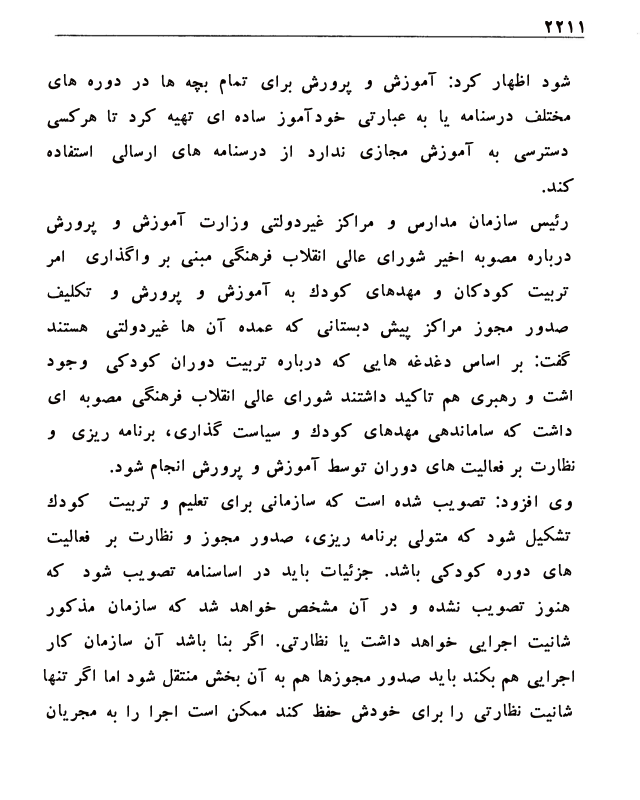 ۲۲۱۱
شود اظهار کرد: آموزش و پرورش برای تمام بچه ها در دوره های
مختلف درسنامه یا به عبارتی خودآموز ساده ای تهیه کرد تا هرکسی
دسترسی به آموزش مجازی ندارد از درسنامه های ارسالی استفاده
کند.
رئیس سازمان مدارس و مراکز غیردولتی وزارت آموزش و پرورش
درباره مصوبه اخیر شورای عالی انقلاب فرهنگی مبنی بر واگذاری امر
تربیت کودکان و مهدهای کودك به آموزش و پرورش و تکلیف
صدور مجوز مراکز پیش دبستانی که عمده آن ها غیردولتی هستند
گفت: بر اساس دغدغه هایی که درباره تربیت دوران کودکی وجود
اشت و رهبری هم تاکید داشتند شورای عالی انقلاب فرهنگی مصوبه ای
داشت که ساماندهی مهدهای کودك و سیاست گذاری، برنامه ریزی و
نظارت بر فعالیت های دوران توسط آموزش و پرورش انجام شود.
وی افزود: تصویب شده است که سازمانی برای تعلیم و تربیت کودك
تشکیل شود که متولی برنامه ریزی، صدور مجوز و نظارت بر فعالیت
های دوره کودکی باشد. جزئیات باید در اساسنامه تصویب شود که
هنوز تصویب نشده و در آن مشخص خواهد شد که سازمان مذکور
شانیت اجرایی خواهد داشت یا نظارتی. اگر بنا باشد آن سازمان کار
اجرایی هم بکند باید صدور مجوزها هم به آن بخش منتقل شود اما اگر تنها
شانیت نظارتی را برای خودش حفظ کند ممکن است اجرا را به مجریان